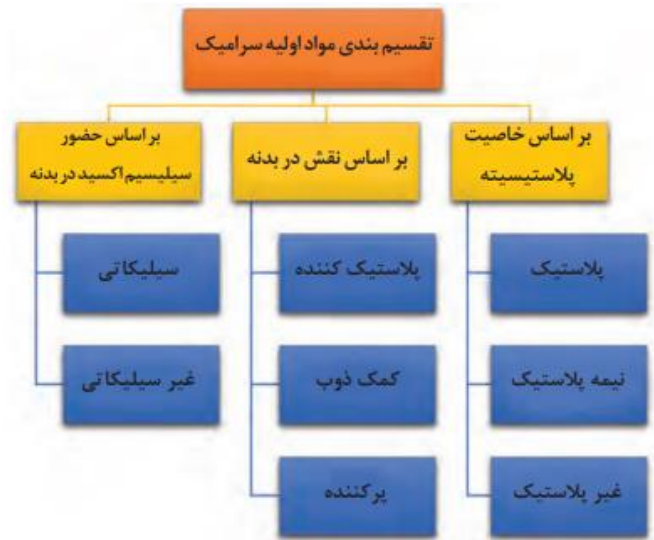 تقسیم بندی مواد اولیه سرامیک
بر اساس خاصیت
پلاستیسیته
پلاستیک
نیمه پلاستیک
غیر پلاستیک
بر اساس نقش در بدنه
پلاستیک کننده
کمک ذوب
پرکننده
بر اساس حضور
سیلیسیم اکسید در بدنه
سیلیکاتی
غیر سیلیکاتی